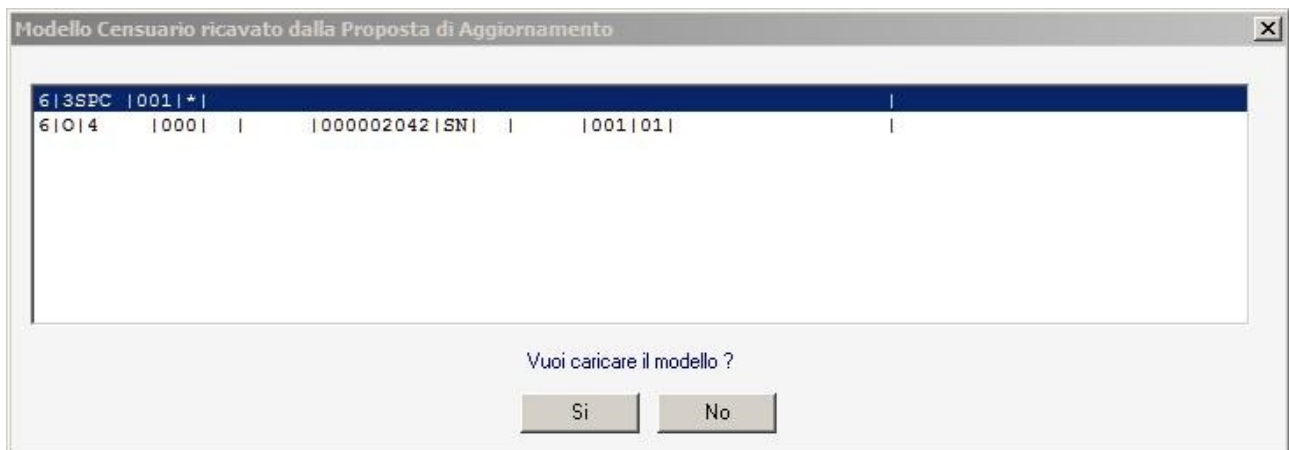 Modello Censuario ricavato dalla Proposta di Aggiornamento
6|3SPC |001|*| |
6|O|4 |000| | |000002042|SN| | |001|01| |
Vuoi caricare il modello ?
Si No